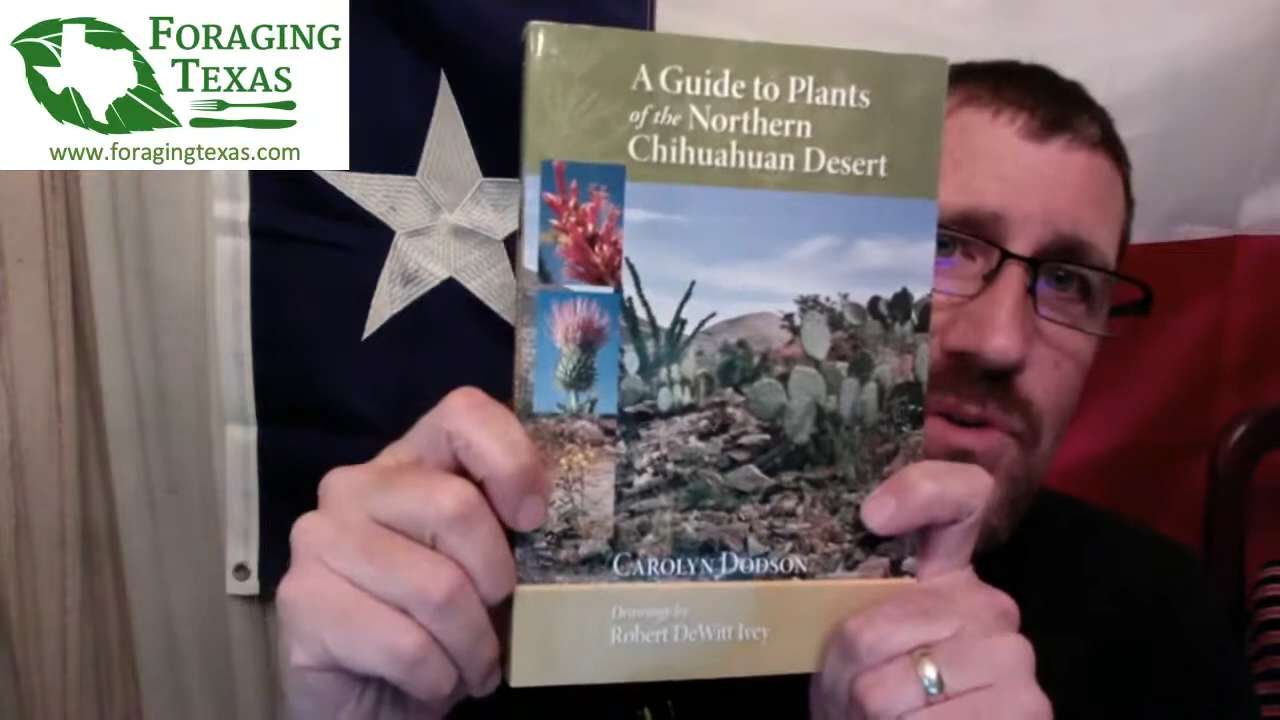 FORAGING
TEXAS
www.foragingtexas.com
A Guide to Plants
of the Northern
Chihuahuan Desert
CAROLYN DODSON
Drawings by
Robert DeWitt Ivey